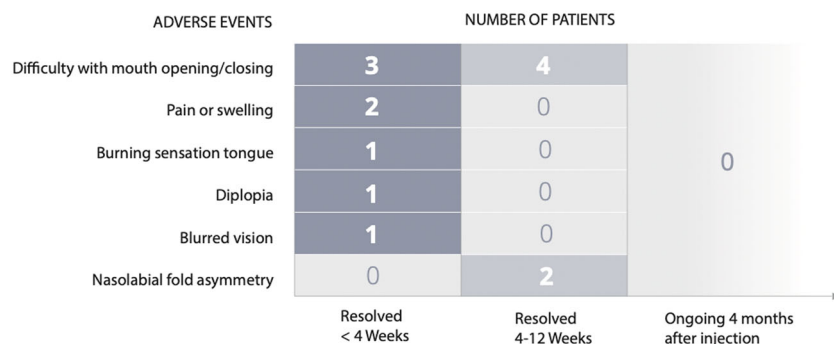 ADVERSE EVENTS NUMBER OF PATIENTS
Difficulty with mouth opening/closing 3 4
Pain or swelling 2 0
Burning sensation tongue 1 0
0
Diplopia 1 0
Blurred vision 1 0
Nasolabial fold asymmetry 0 2
Resolved Resolved Ongoing 4 months
< 4 Weeks 4-12 Weeks after injection